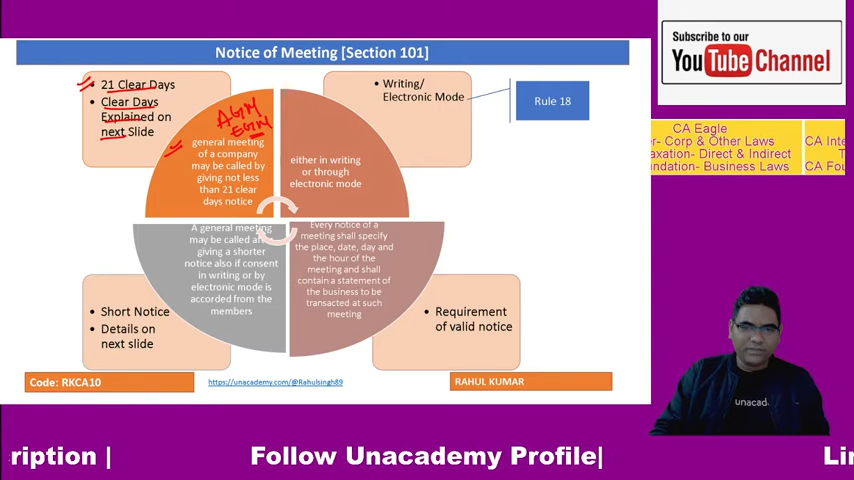 Notice of Meeting [Section 101]
• 21 Clear Days
• Clear Days
Explained on
next Slide
AGM
EGM
general meeting
of a company
may be called by
giving not less
than 21 clear
days notice
either in writing
or through
electronic mode
• Writing/
Electronic Mode
Rule 18
A general meeting
may be called
giving a shorter
notice also if consent
in writing or by
electronic mode is
accorded from the
members
Every notice of a
meeting shall specify
the place, date, day and
the hour of the
meeting and shall
contain a statement of
the business to be
transacted at such
meeting
• Short Notice
• Details on
next slide
• Requirement
of valid notice
Code: RKCA10
https://unacademy.com/@Rahulsingh89
RAHUL KUMAR
Subscribe to our
YouTube Channel
CA Eagle
er- Corp & Other Laws
axation- Direct & Indirect
ndation- Business Laws
CA Inte
T
CA Fou
unacad
ription |
Follow Unacademy Profile|
Lin